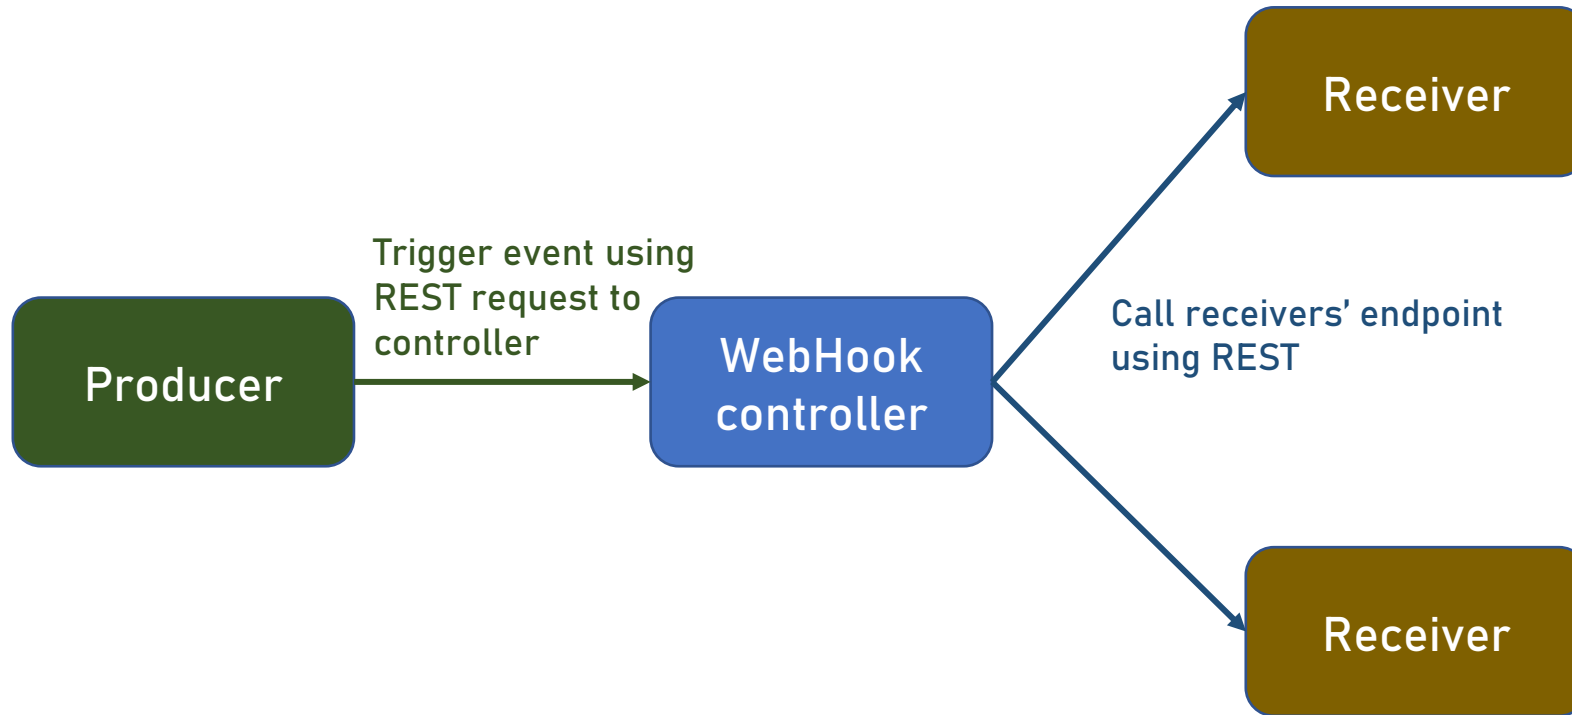 Receiver
Trigger event using
REST request to
controller
Producer
WebHook
controller
Call receivers’ endpoint
using REST
Receiver